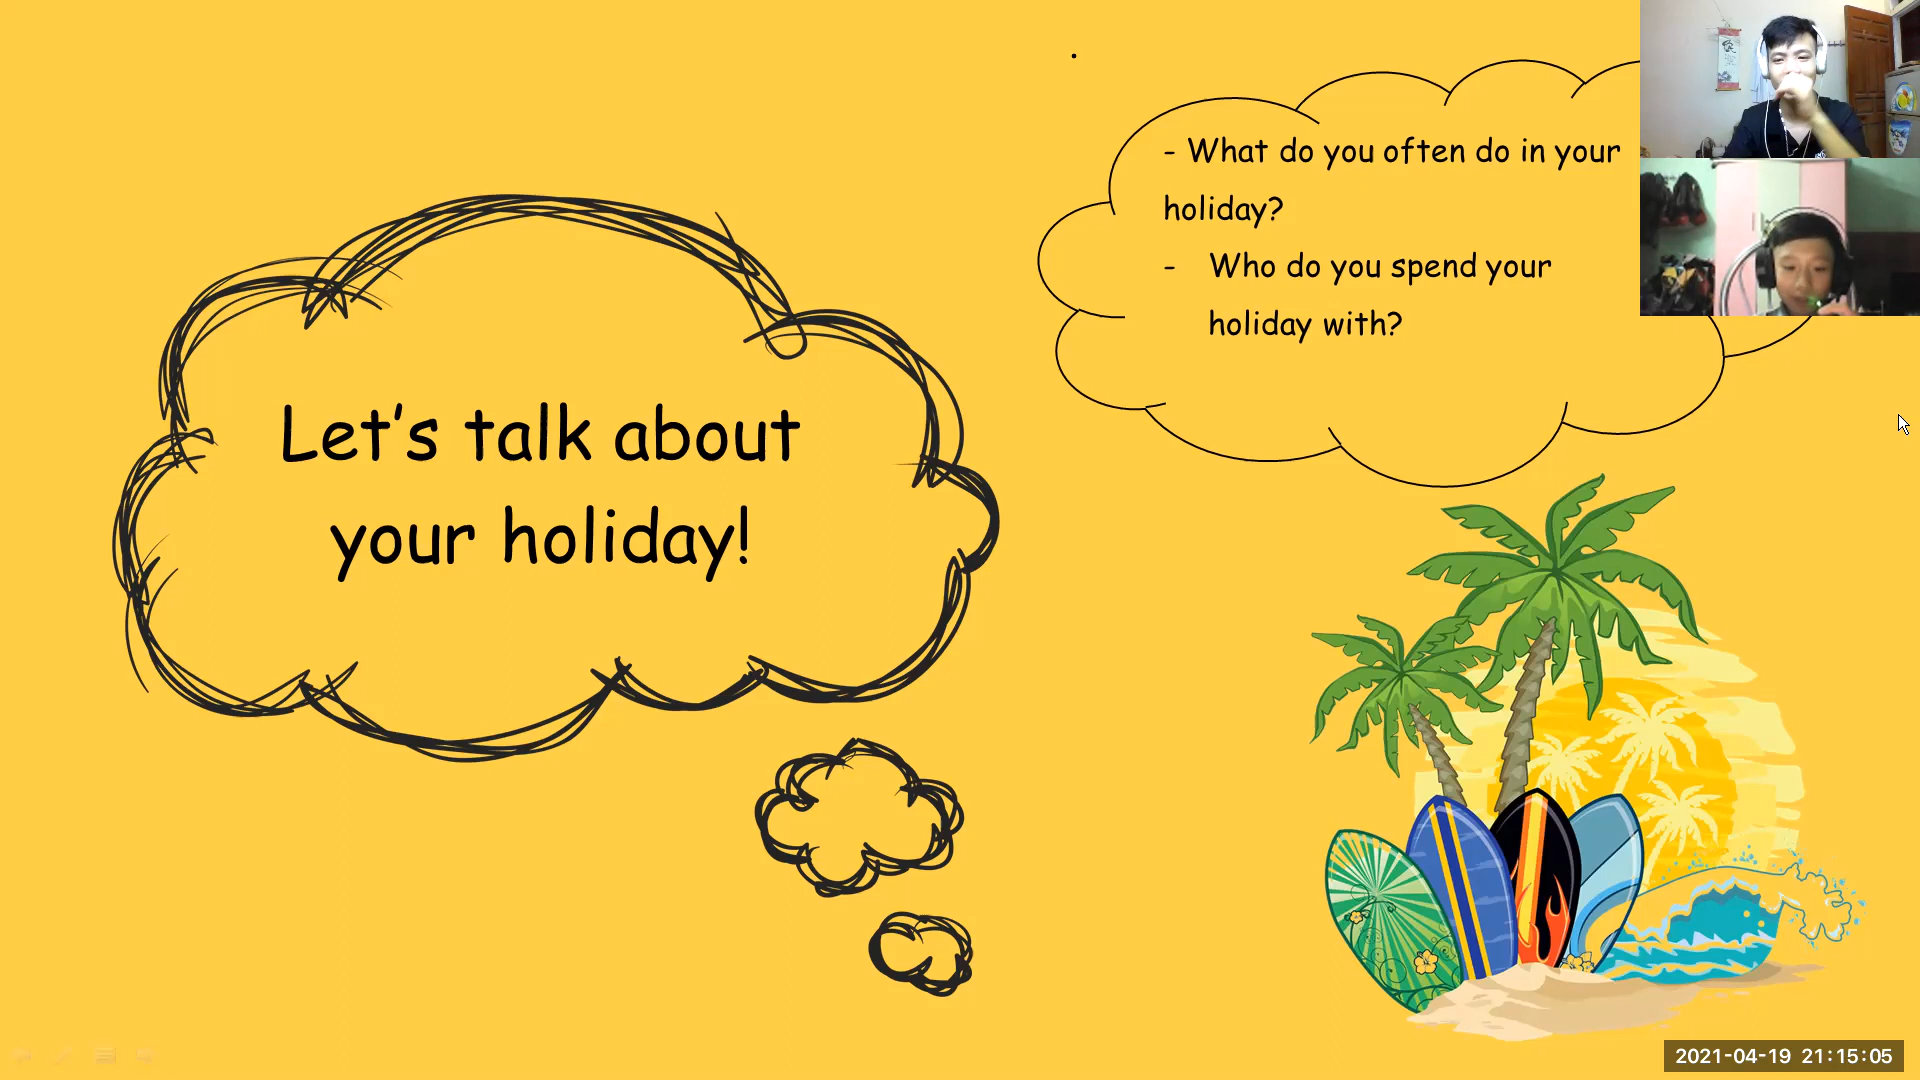 Let's talk about
your holiday!
- What do you often do in your
holiday?
- Who do you spend your
holiday with?
2021-04-19 21:15:05